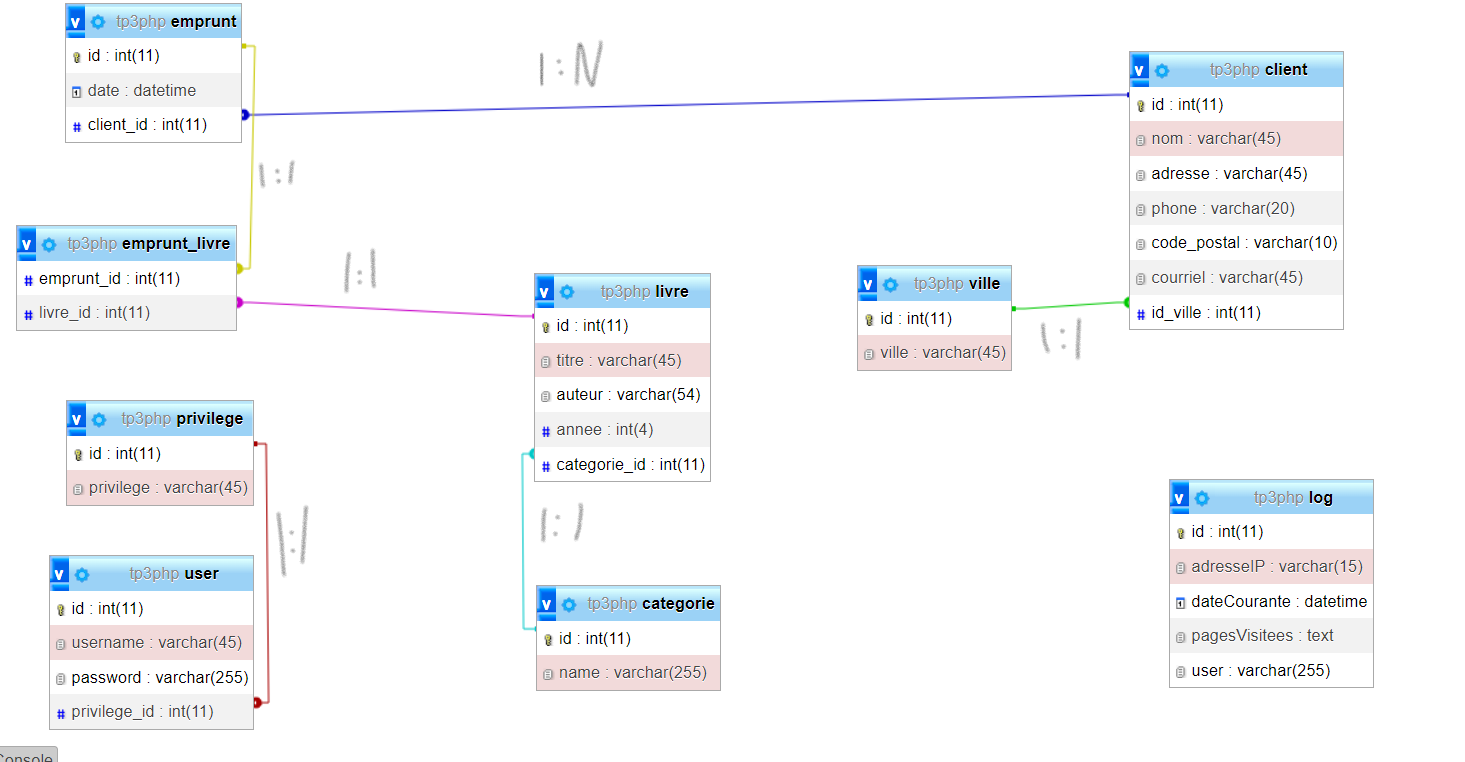 v tp3php emprunt
id : int(11)
date : datetime
# client_id : int(11)
1:N
v tp3php client
id : int(11)
nom : varchar(45)
adresse : varchar(45)
phone : varchar(20)
code_postal : varchar(10)
courriel : varchar(45)
# id_ville : int(11)
1:1
v tp3php emprunt_livre
# emprunt_id : int(11)
# livre_id : int(11)
1:1
v tp3php livre
id : int(11)
titre : varchar(45)
auteur : varchar(54)
# annee : int(4)
# categorie_id : int(11)
v tp3php ville
id : int(11)
ville : varchar(45)
1:1
v tp3php privilege
id : int(11)
privilege : varchar(45)
1:1
v tp3php user
id : int(11)
username : varchar(45)
password : varchar(255)
# privilege_id : int(11)
1:1
v tp3php categorie
id : int(11)
name : varchar(255)
v tp3php log
id : int(11)
adresseIP : varchar(15)
dateCourante : datetime
pagesVisitees : text
user : varchar(255)
Console